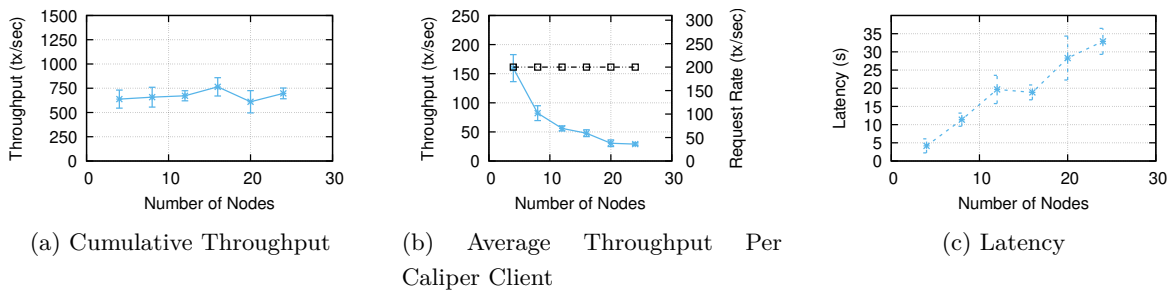 1500
1250
1000
750
500
250
0
Throughput (tx/sec)
0 10 20 30
Number of Nodes
(a) Cumulative Throughput
250
200
150
100
50
0
Throughput (tx/sec)
300
250
200
150
100
50
0
Request Rate (tx/sec)
0 10 20 30
Number of Nodes
(b) Average Throughput Per
Caliper Client
35
30
25
20
15
10
5
0
Latency (s)
0 10 20 30
Number of Nodes
(c) Latency